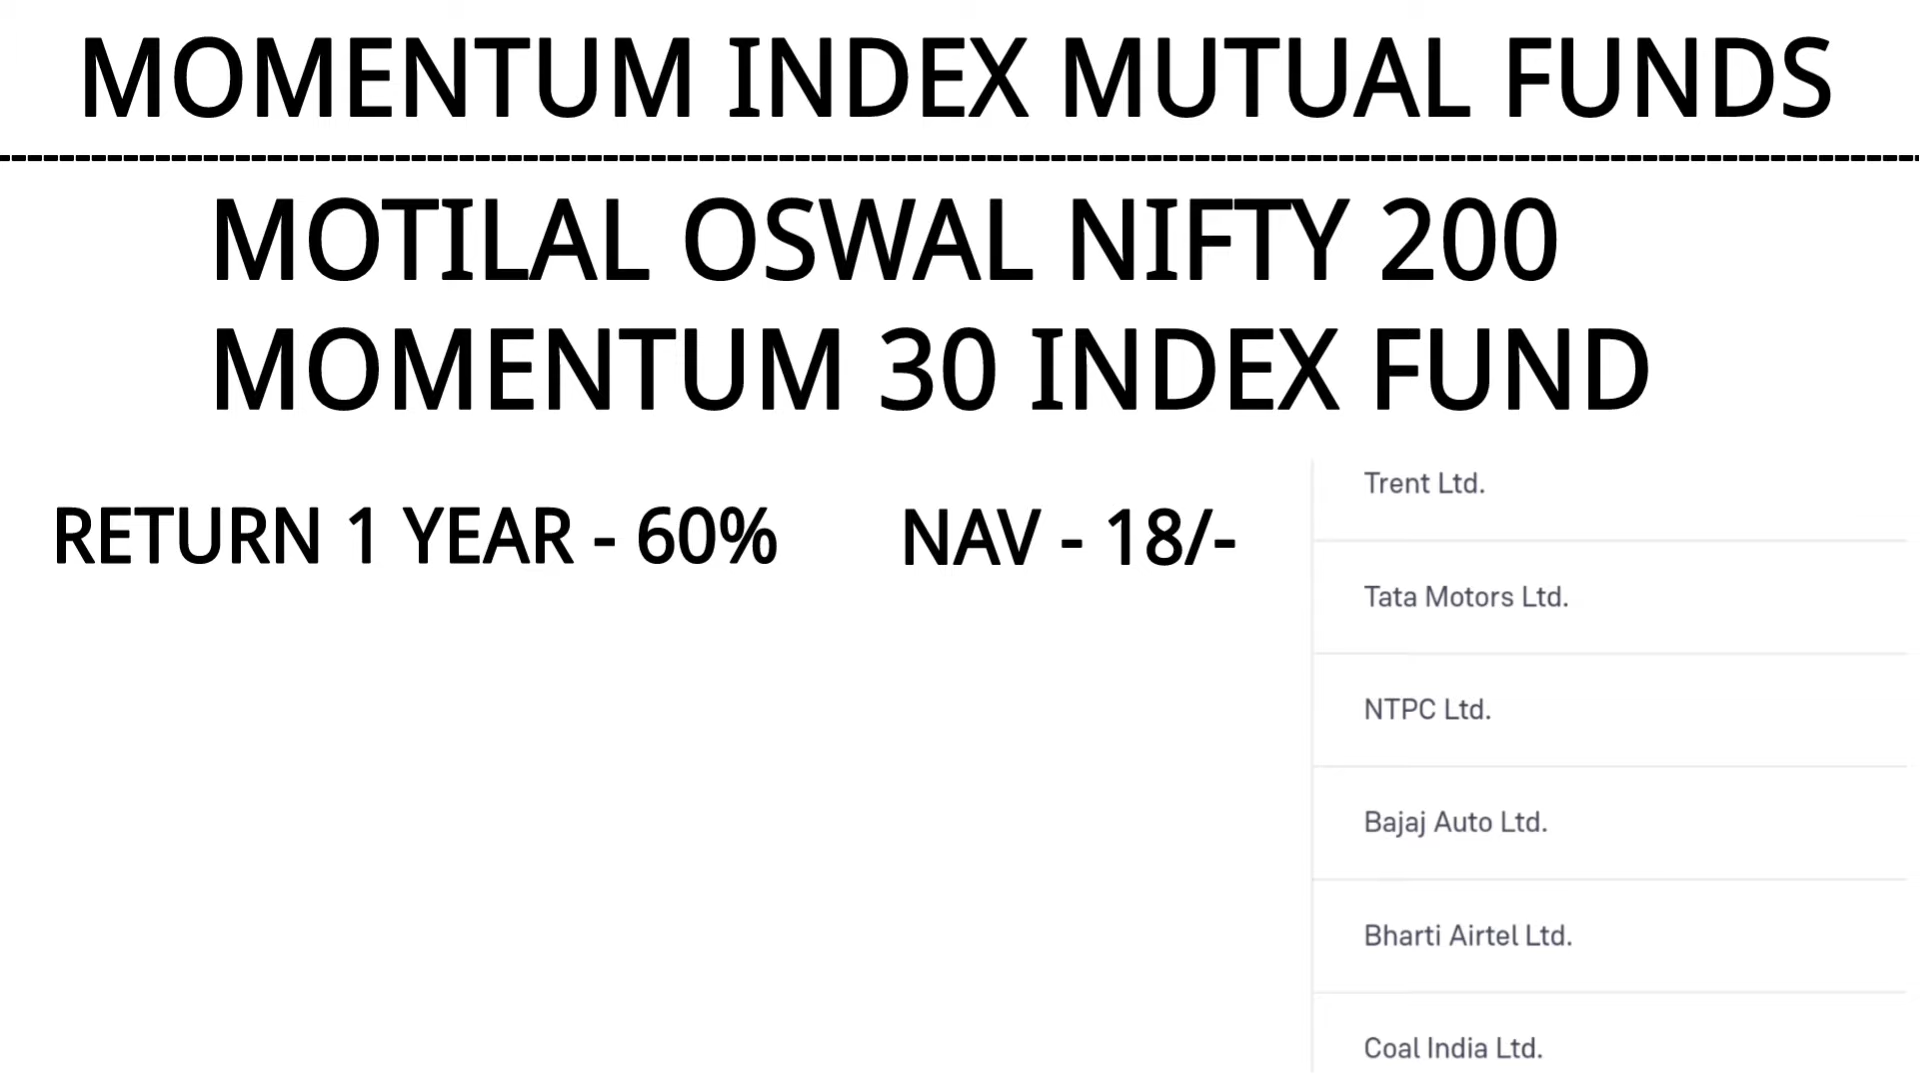 MOMENTUM INDEX MUTUAL FUNDS
MOTILAL OSWAL NIFTY 200
MOMENTUM 30 INDEX FUND
RETURN 1 YEAR - 60%
NAV - 18/-
Trent Ltd.
Tata Motors Ltd.
NTPC Ltd.
Bajaj Auto Ltd.
Bharti Airtel Ltd.
Coal India Ltd.